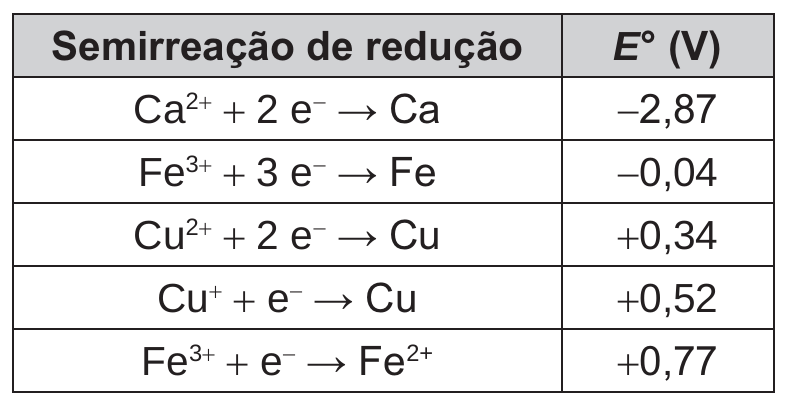 Semirreação de redução E° (V)
Ca²⁺ + 2 e⁻ → Ca –2,87
Fe³⁺ + 3 e⁻ → Fe –0,04
Cu²⁺ + 2 e⁻ → Cu +0,34
Cu⁺ + e⁻ → Cu +0,52
Fe³⁺ + e⁻ → Fe²⁺ +0,77